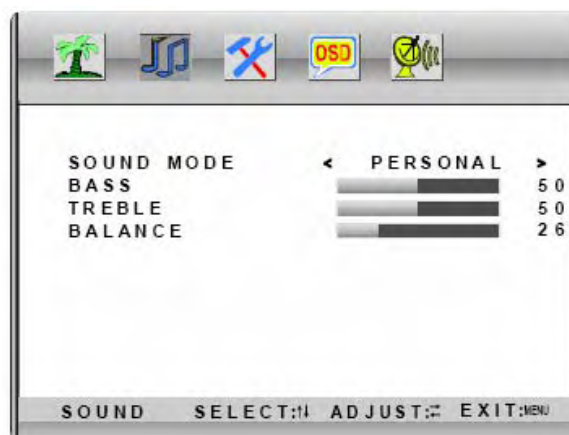 OSD
SOUND MODE < PERSONAL >
BASS 50
TREBLE 50
BALANCE 26
SOUND SELECT:↑↓ ADJUST:⇄ EXIT:MENU